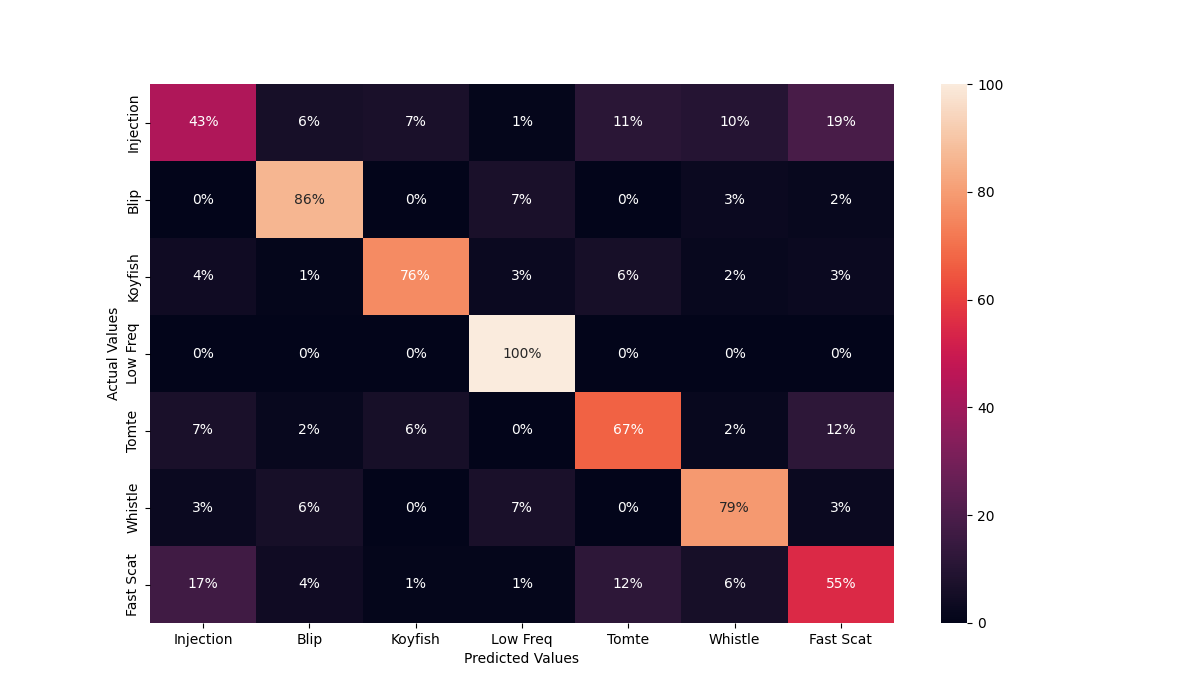 Actual Values
Injection 43% 6% 7% 1% 11% 10% 19%
Blip 0% 86% 0% 7% 0% 3% 2%
Koyfish 4% 1% 76% 3% 6% 2% 3%
Low Freq 0% 0% 0% 100% 0% 0% 0%
Tomte 7% 2% 6% 0% 67% 2% 12%
Whistle 3% 6% 0% 7% 0% 79% 3%
Fast Scat 17% 4% 1% 1% 12% 6% 55%
Injection Blip Koyfish Low Freq Tomte Whistle Fast Scat
Predicted Values
100
80
60
40
20
0